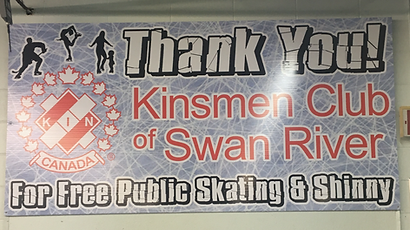 Thank You!
Kinsmen Club
of Swan River
K I N
CANADA
®
For Free Public Skating & Shinny